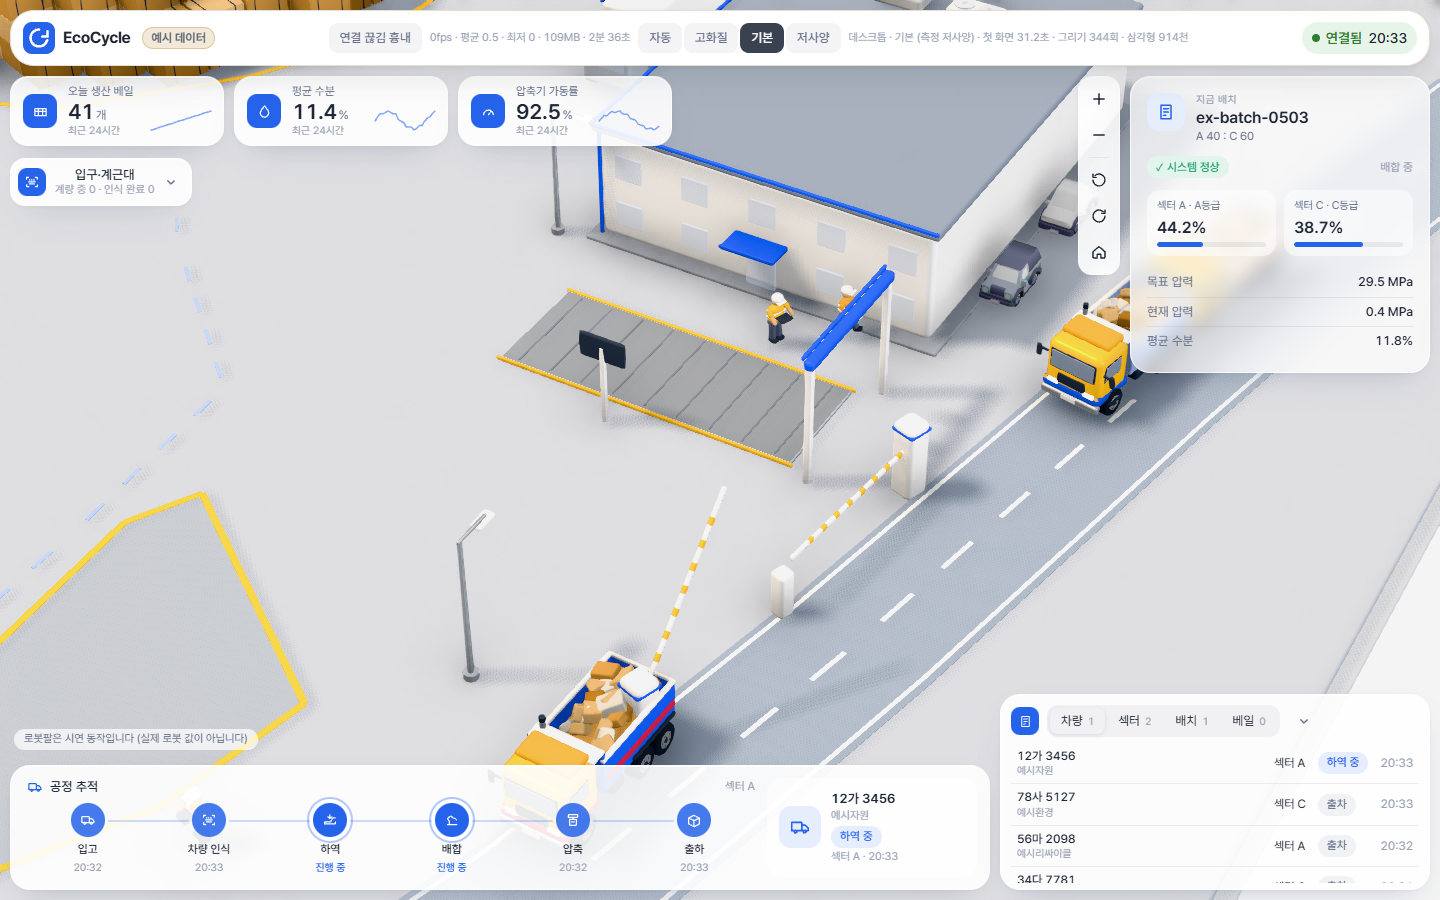 EcoCycle
예시 데이터
연결 끊김 흉내
0fps · 평균 0.5 · 최저 0 · 109MB · 2분 36초
자동
고화질
기본
저사양
데스크톱 · 기본 (측정 저사양) · 첫 화면 31.2초 · 그리기 344회 · 삼각형 914천
연결됨 20:33
오늘 생산 베일
41 개
최근 24시간
평균 수분
11.4 %
최근 24시간
압축기 가동률
92.5 %
최근 24시간
입구·계근대
계량 중 0 · 인식 완료 0
지금 배치
ex-batch-0503
A 40 : C 60
✓ 시스템 정상
배합 중
섹터 A · A등급
44.2%
섹터 C · C등급
38.7%
목표 압력 29.5 MPa
현재 압력 0.4 MPa
평균 수분 11.8%
로봇팔은 시연 동작입니다 (실제 로봇 값이 아닙니다)
공정 추적
섹터 A
입고
20:32
차량 인식
20:33
하역
진행 중
배합
진행 중
압축
20:32
출하
20:33
12가 3456
예시자원
하역 중
섹터 A · 20:33
차량 1
섹터 2
배치 1
베일 0
12가 3456
예시자원
섹터 A 하역 중 20:33
78사 5127
예시환경
섹터 C 출차 20:33
56마 2098
예시리싸이클
섹터 A 출차 20:32
34다 7781